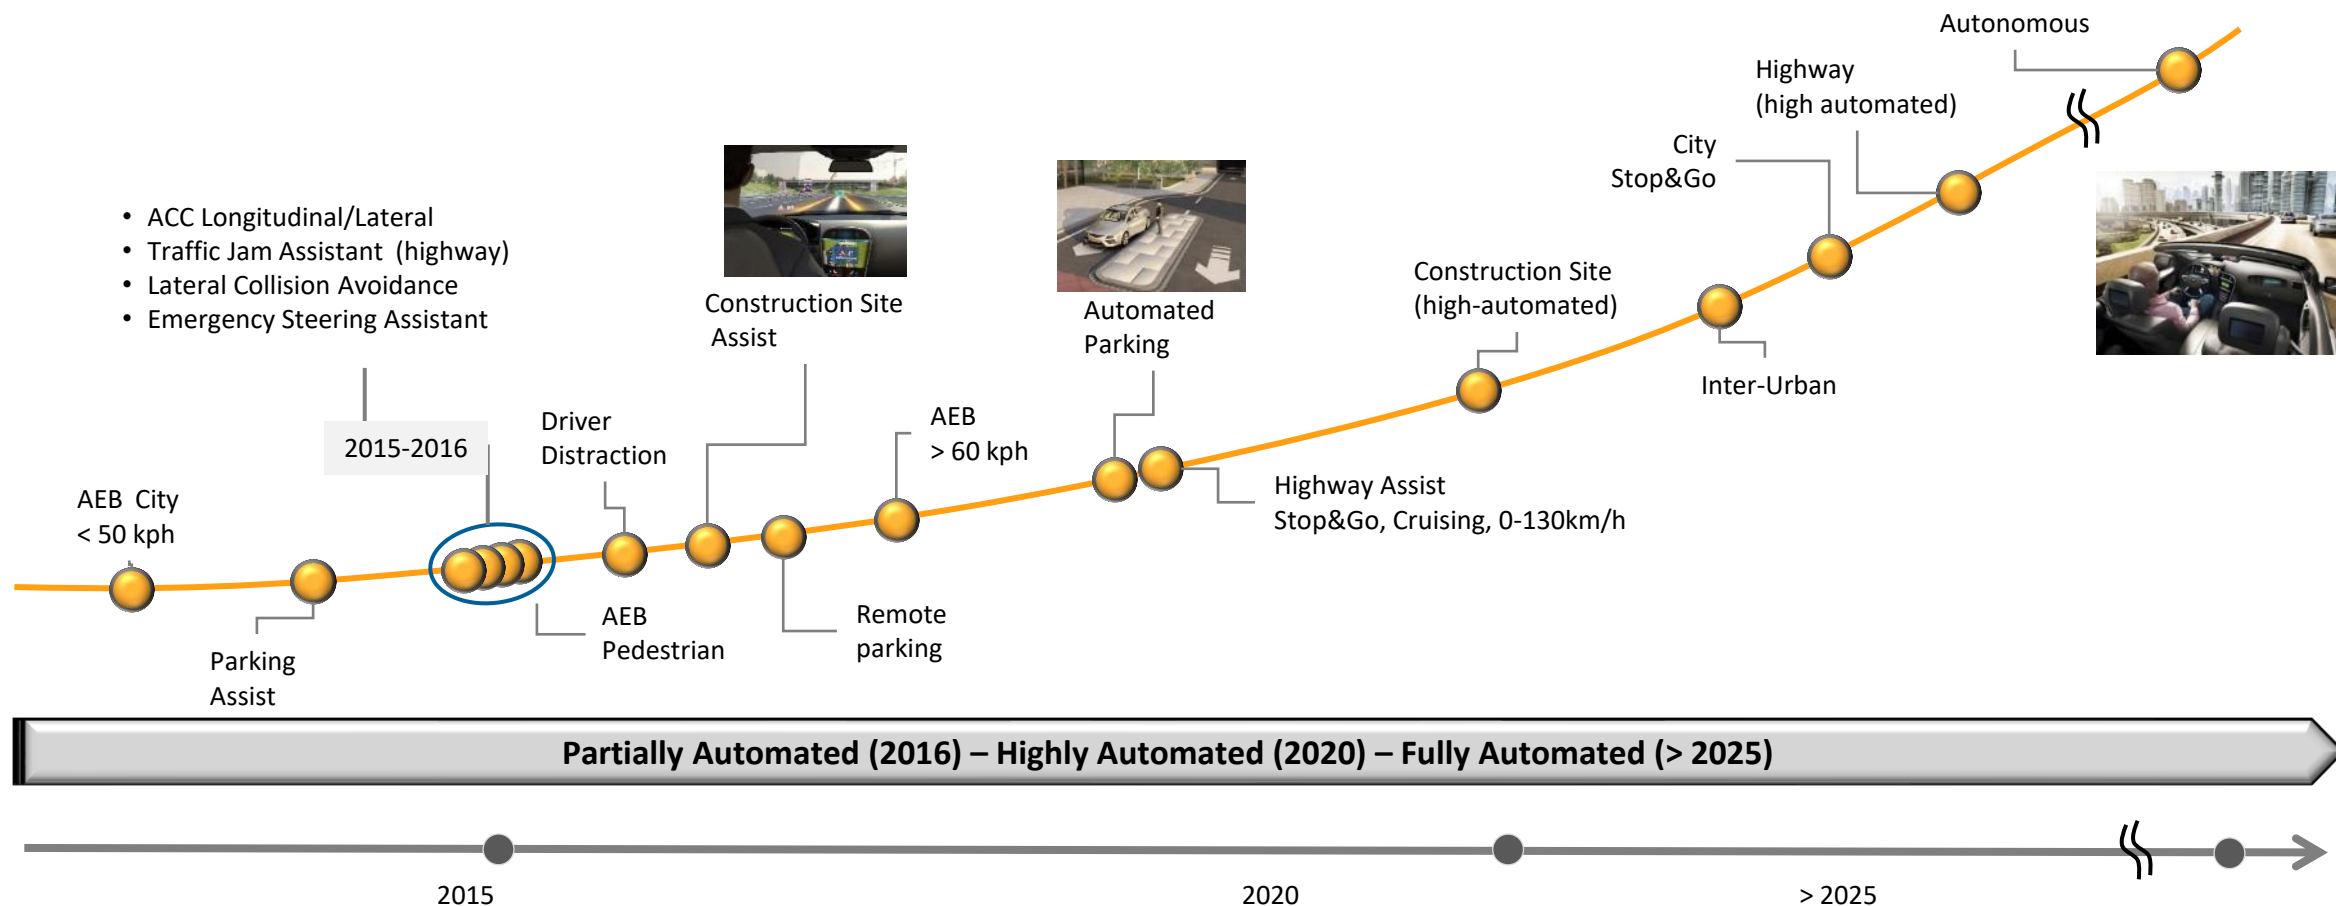 Autonomous
Highway
(high automated)
City
Stop&Go
• ACC Longitudinal/Lateral
• Traffic Jam Assistant (highway)
• Lateral Collision Avoidance
• Emergency Steering Assistant
Construction Site
Assist
Automated
Parking
Construction Site
(high-automated)
Inter-Urban
2015-2016
Driver
Distraction
AEB
> 60 kph
AEB City
< 50 kph
Highway Assist
Stop&Go, Cruising, 0-130km/h
AEB
Pedestrian
Remote
parking
Parking
Assist
Partially Automated (2016) – Highly Automated (2020) – Fully Automated (> 2025)
2015
2020
> 2025